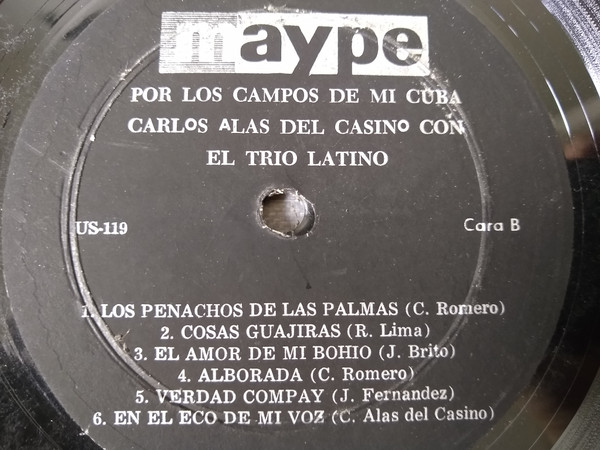 maype
POR LOS CAMPOS DE MI CUBA
CARLOS ALAS DEL CASINO CON
EL TRIO LATINO
US-119
Cara B
1. LOS PENACHOS DE LAS PALMAS (C. Romero)
2. COSAS GUAJIRAS (R. Lima)
3. EL AMOR DE MI BOHIO (J. Brito)
4. ALBORADA (C. Romero)
5. VERDAD COMPAY (J. Fernandez)
6. EN EL ECO DE MI VOZ (C. Alas del Casino)